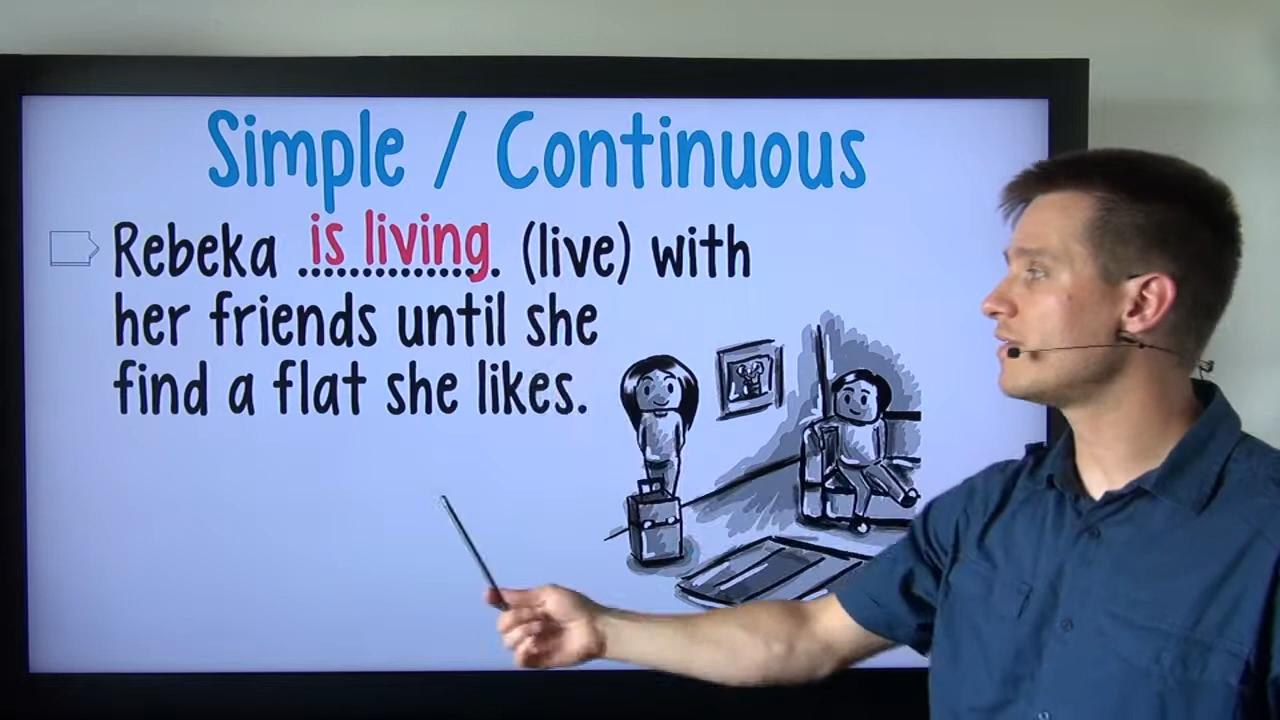 Simple / Continuous
Rebeka is living (live) with
her friends until she
find a flat she likes.